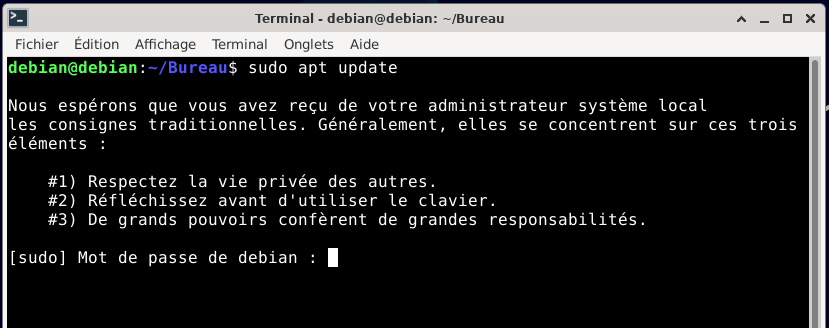 Terminal - debian@debian: ~/Bureau
Fichier Édition Affichage Terminal Onglets Aide
debian@debian:~/Bureau$ sudo apt update
Nous espérons que vous avez reçu de votre administrateur système local
les consignes traditionnelles. Généralement, elles se concentrent sur ces trois
éléments :
#1) Respectez la vie privée des autres.
#2) Réfléchissez avant d'utiliser le clavier.
#3) De grands pouvoirs confèrent de grandes responsabilités.
[sudo] Mot de passe de debian :